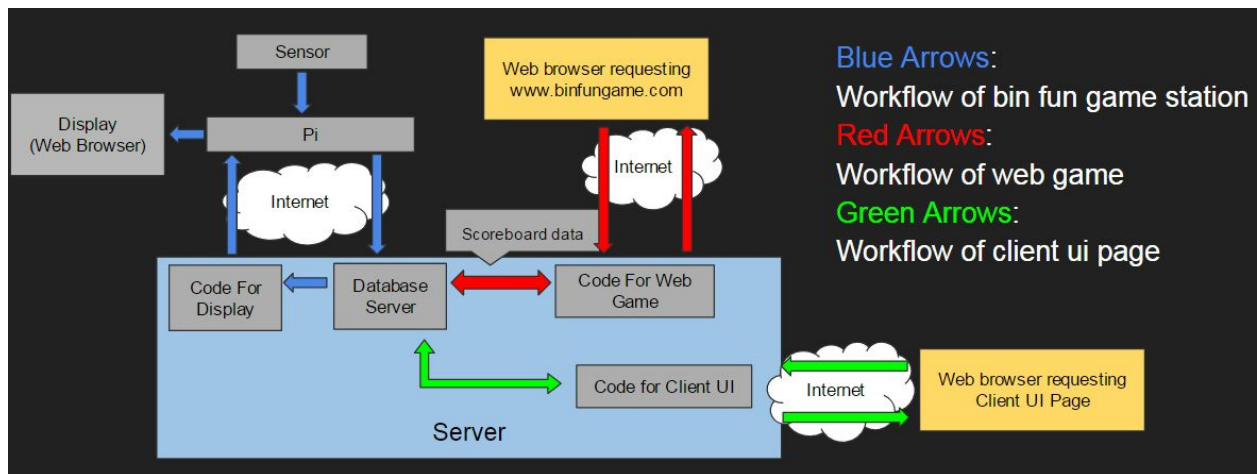 Sensor
Display
(Web Browser)
Pi
Internet
Web browser requesting
www.binfungame.com
Internet
Blue Arrows:
Workflow of bin fun game station
Red Arrows:
Workflow of web game
Green Arrows:
Workflow of client ui page
Scoreboard data
Code For
Display
Database
Server
Code For Web
Game
Code for Client UI
Internet
Web browser requesting
Client UI Page
Server